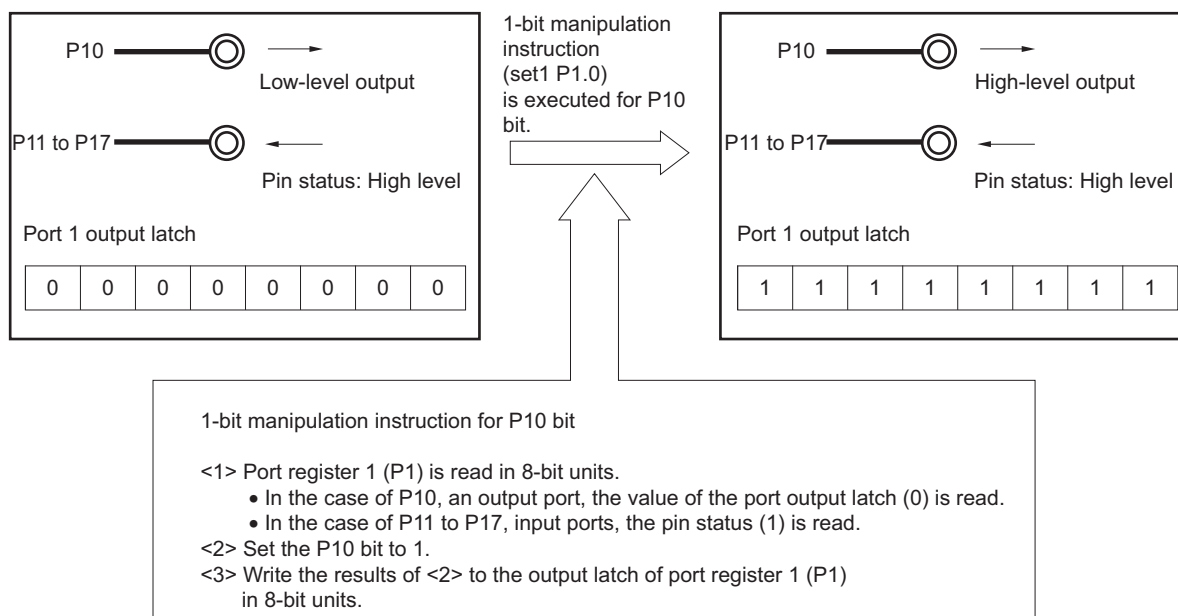 P10
Low-level output
P11 to P17
Pin status: High level
Port 1 output latch
0 0 0 0 0 0 0 0
1-bit manipulation
instruction
(set1 P1.0)
is executed for P10
bit.
P10
High-level output
P11 to P17
Pin status: High level
Port 1 output latch
1 1 1 1 1 1 1 1
1-bit manipulation instruction for P10 bit
<1> Port register 1 (P1) is read in 8-bit units.
• In the case of P10, an output port, the value of the port output latch (0) is read.
• In the case of P11 to P17, input ports, the pin status (1) is read.
<2> Set the P10 bit to 1.
<3> Write the results of <2> to the output latch of port register 1 (P1)
in 8-bit units.